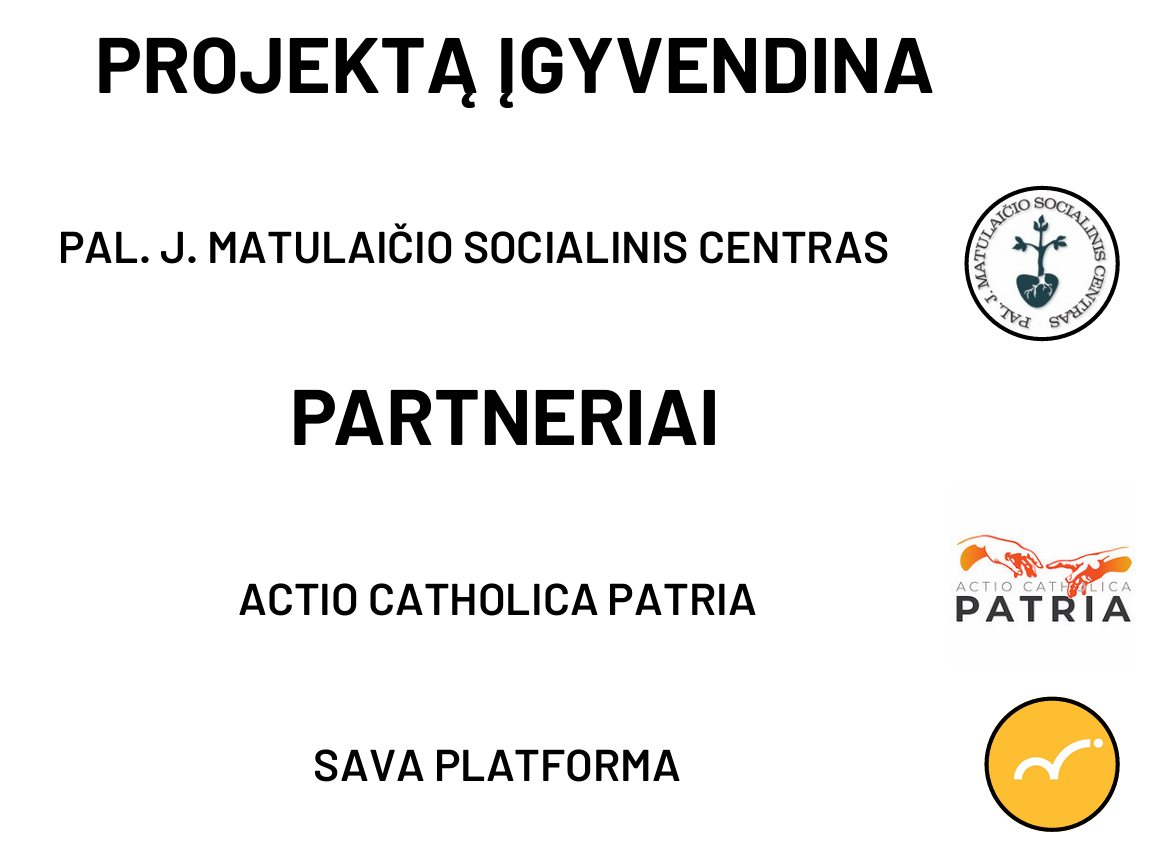 PROJEKTĄ ĮGYVENDINA
PAL. J. MATULAIČIO SOCIALINIS CENTRAS
PAL. J. MATULAIČIO SOCIALINIS CENTRAS
PARTNERIAI
ACTIO CATHOLICA PATRIA
ACTIO CATHOLICA
PATRIA
SAVA PLATFORMA